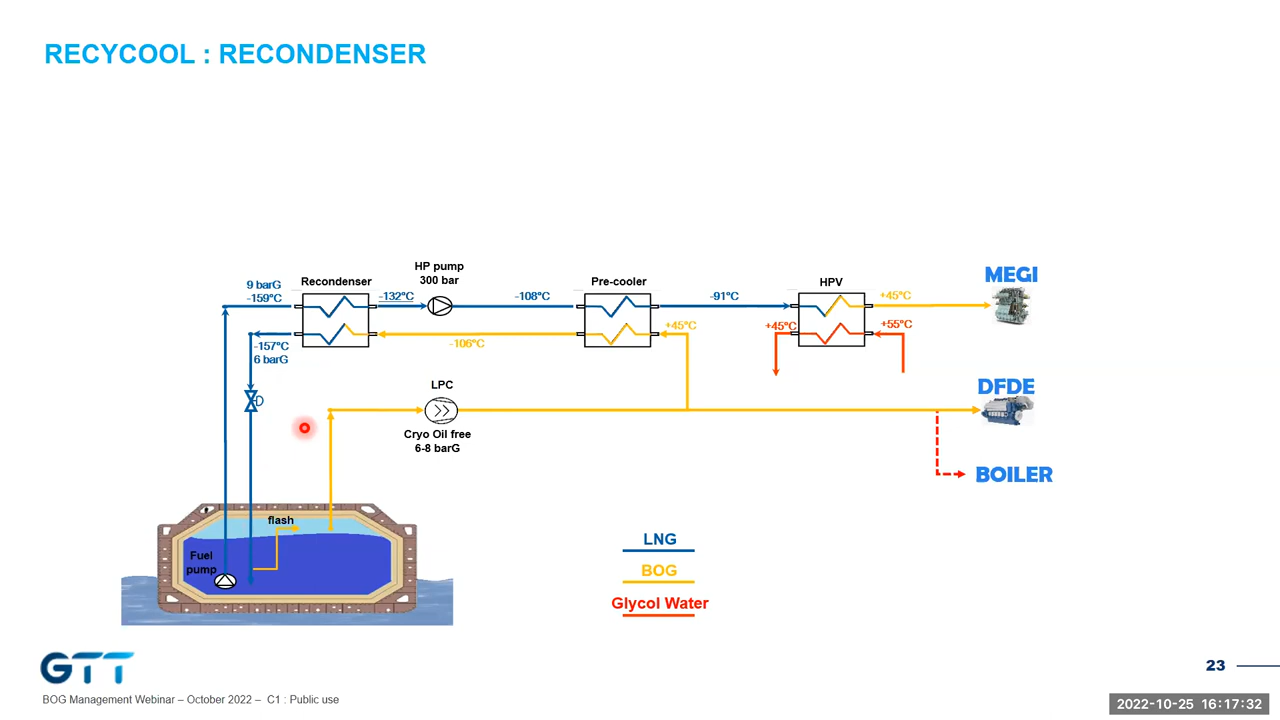 RECYCOOL : RECONDENSER
9 barG
-159°C
Recondenser
-132°C
HP pump
300 bar
-108°C
Pre-cooler
-91°C
HPV
+45°C
MEGI
-157°C
6 barG
-106°C
+45°C
+45°C
+55°C
D
LPC
Cryo Oil free
6-8 barG
DFDE
BOILER
flash
Fuel
pump
LNG
BOG
Glycol Water
GTT
BOG Management Webinar – October 2022 – C1 : Public use
23
2022-10-25 16:17:32